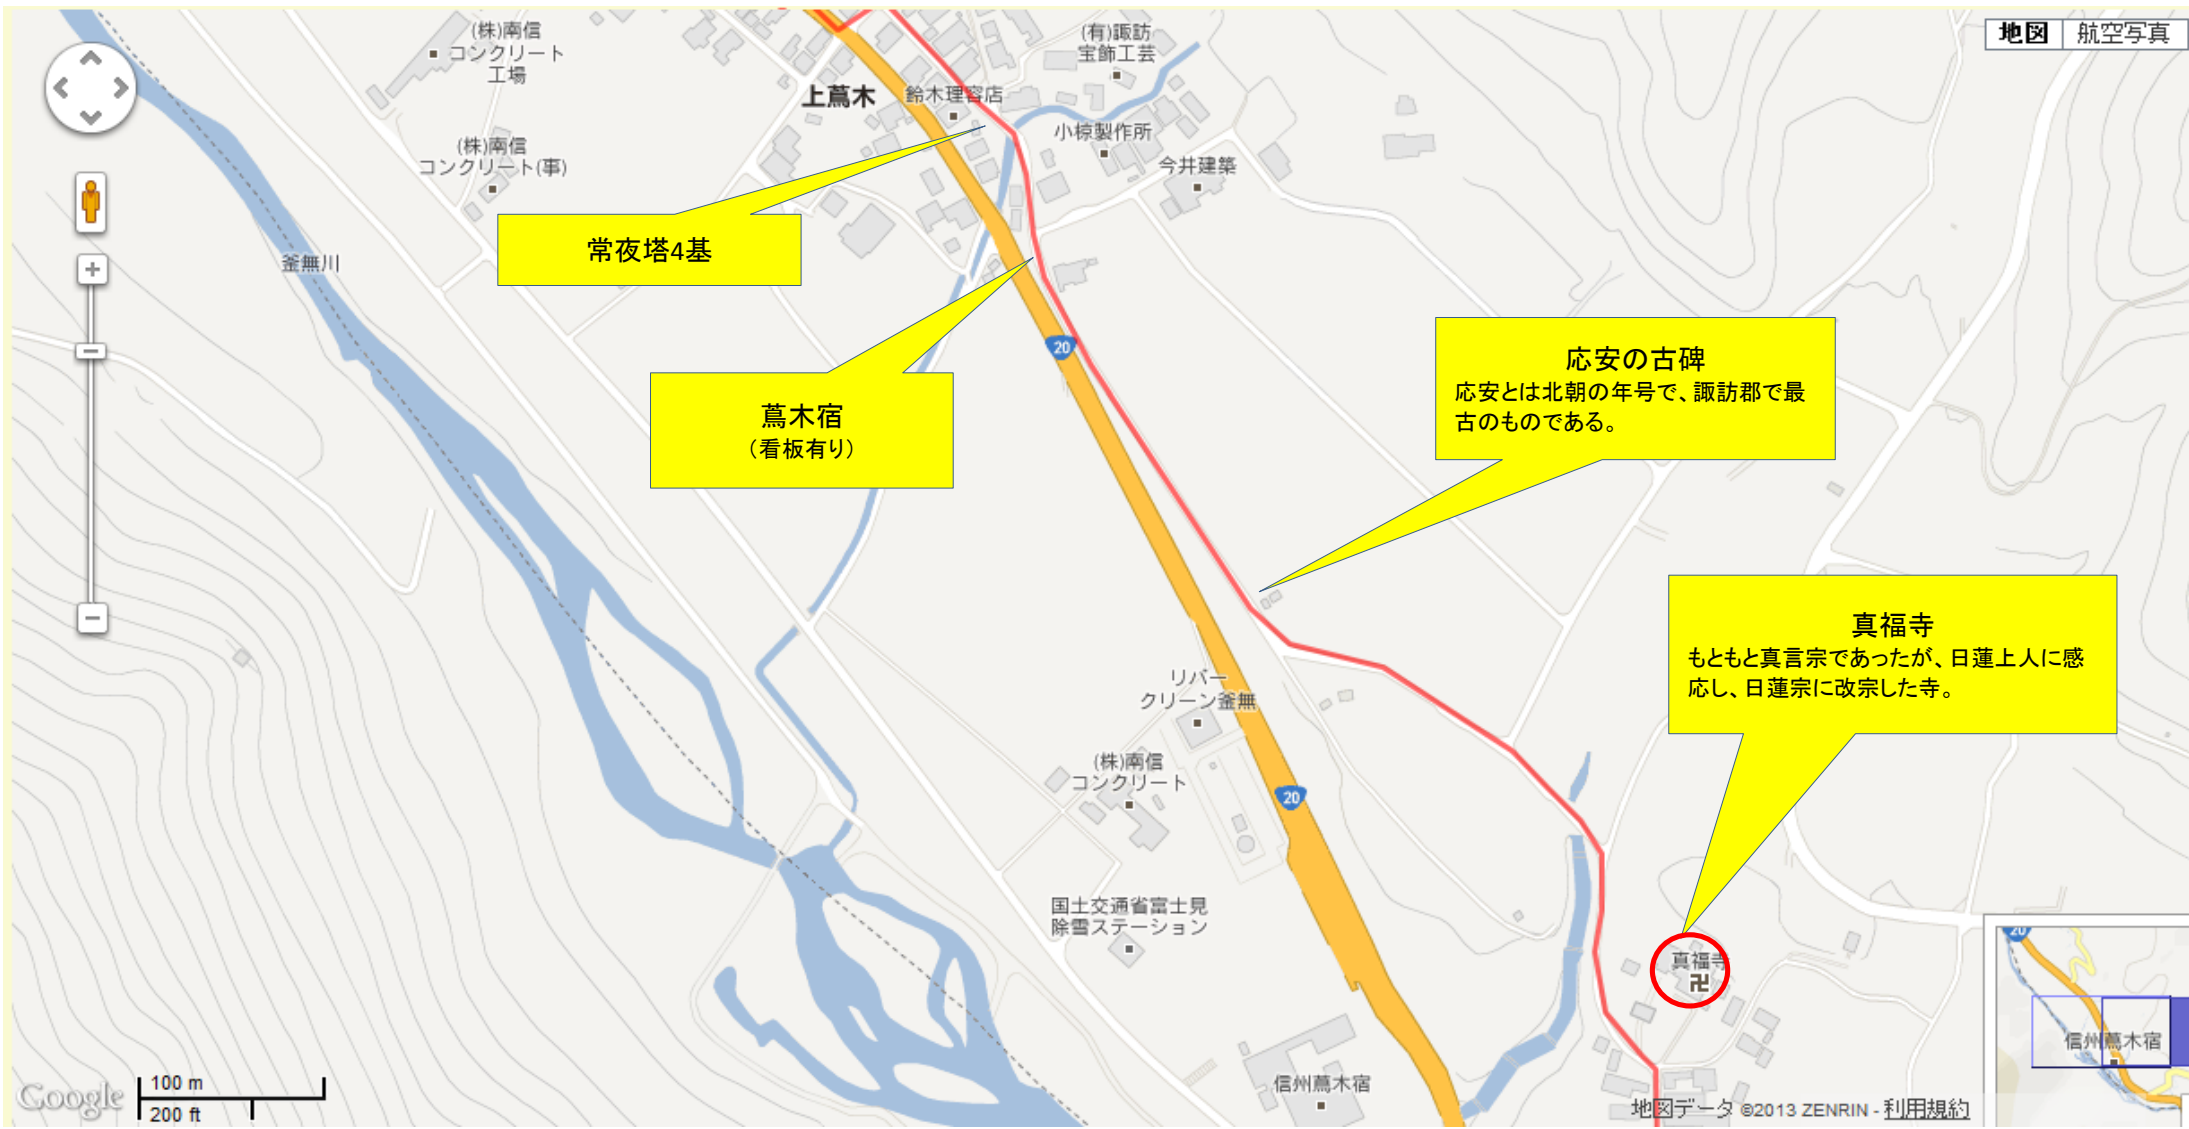 (株)南信
コンクリート
工場
(有)諏訪
宝飾工芸
地図
航空写真
上蔦木
鈴木理容店
小椋製作所
(株)南信
コンクリート(事)
今井建築
常夜塔4基
釜無川
20
応安の古碑
応安とは北朝の年号で、諏訪郡で最
古のものである。
蔦木宿
（看板有り）
真福寺
もともと真言宗であったが、日蓮上人に感
応し、日蓮宗に改宗した寺。
リバー
クリーン釜無
(株)南信
コンクリート
20
国土交通省富士見
除雪ステーション
真福寺
卍
20
信州蔦木宿
信州蔦木宿
Google
100 m
200 ft
地図データ ©2013 ZENRIN - 利用規約